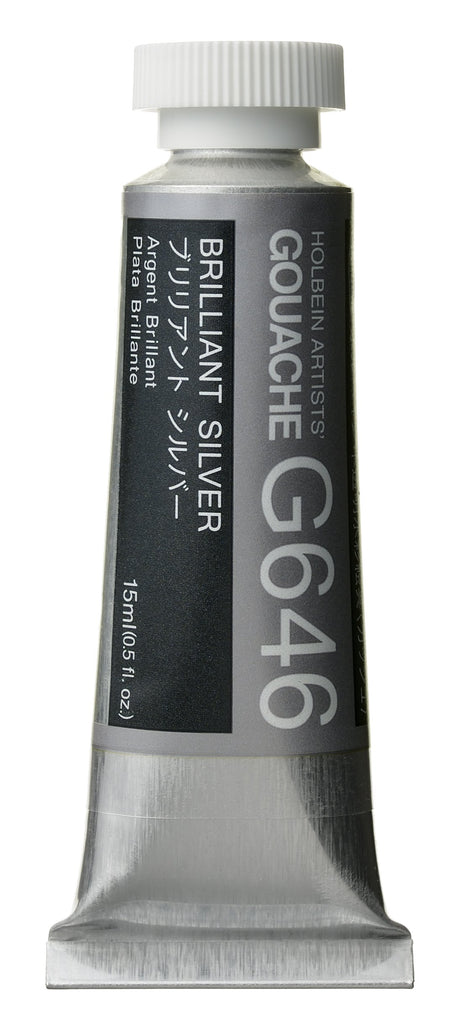 HOLBEIN ARTISTS'
GOUACHE G646
BRILLIANT SILVER
ブリリアント シルバー
Argent Brillant
Plata Brillante
15ml(0.5 fl. oz.)